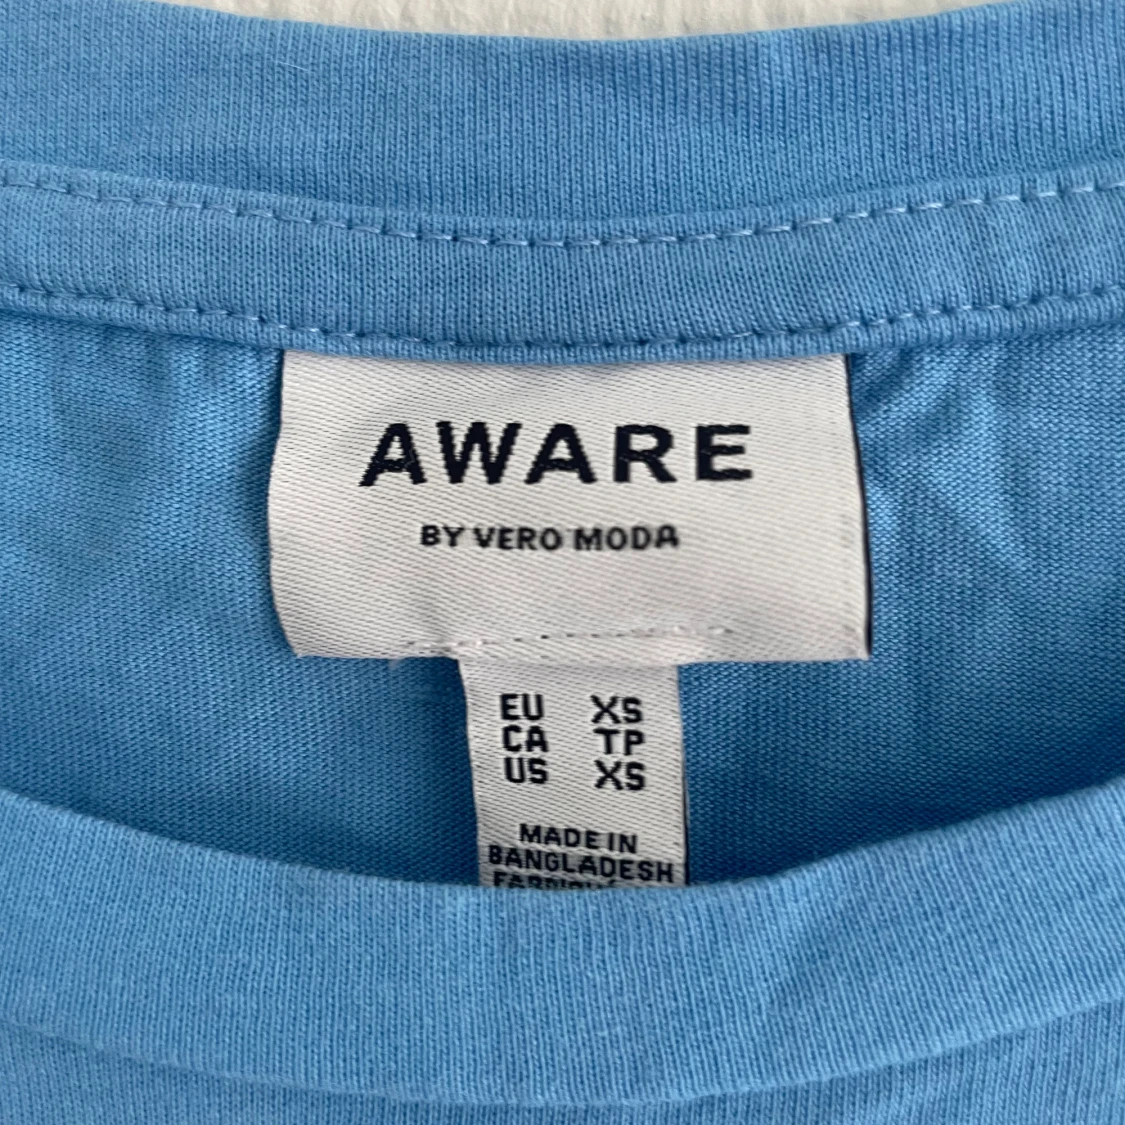 AWARE
BY VERO MODA
EU XS
CA TP
US XS
MADE IN
BANGLADESH